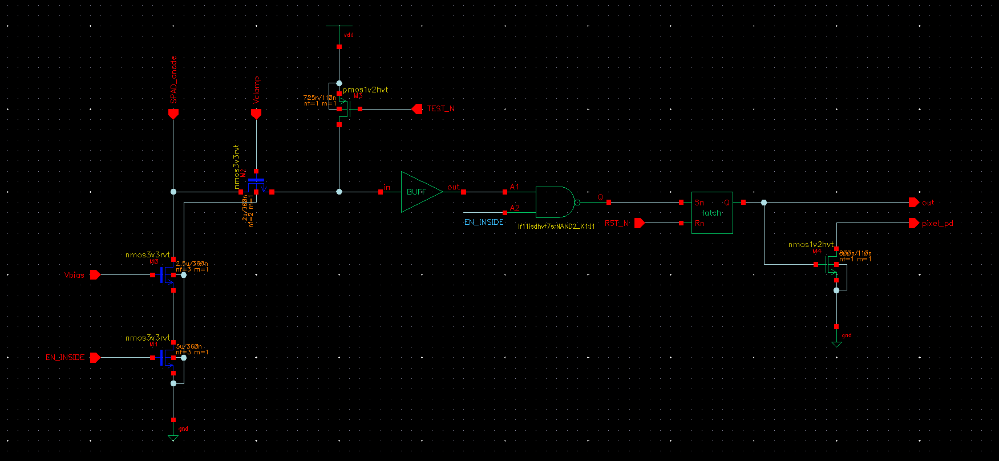 vdd
SPAD_anode
Vclamp
pmos1v2hvt
M3
725n/110n
nf=1 m=1
TEST_N
nmos3v3rvt
M2
2u/360n
nf=2 m=1
in
BUFF
out
A1
A2
EN_INSIDE
Q
lf11isdhvt7s:NAND2_X1:I1
Sn
Q
latch
Rn
RST_N
out
pixel_pd
nmos1v2hvt
M4
800n/110n
nf=1 m=1
gnd
nmos3v3rvt
M0
2.5u/360n
nf=3 m=1
Vbias
nmos3v3rvt
M1
3u/360n
nf=3 m=1
EN_INSIDE
gnd